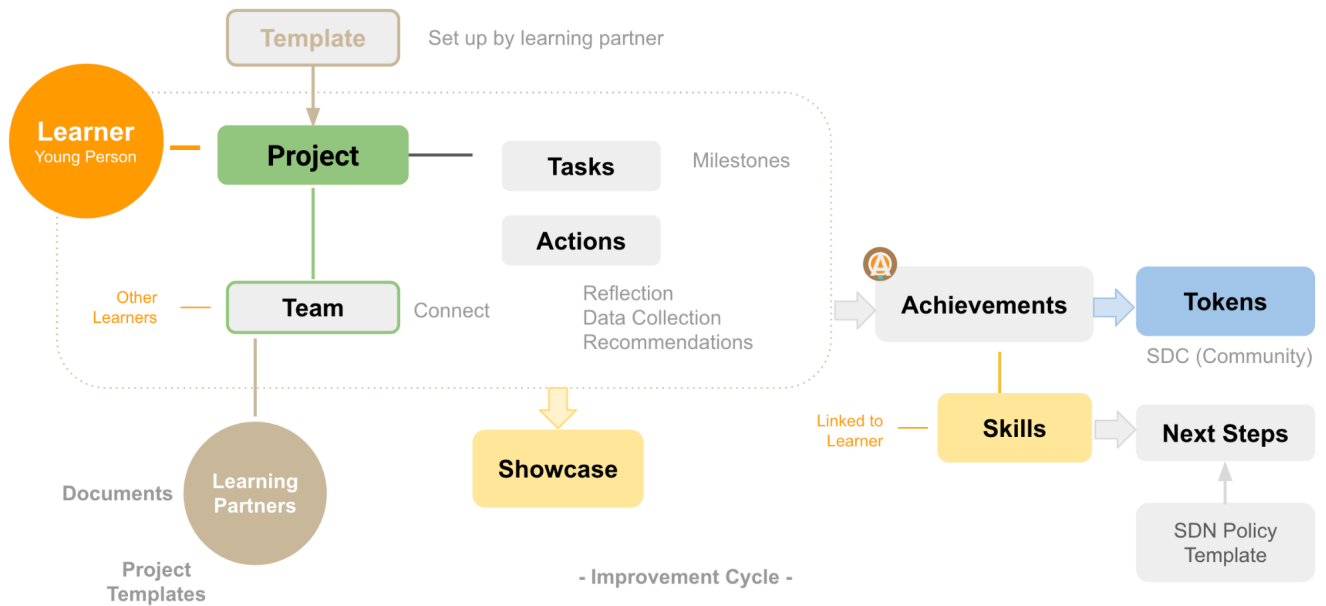 Template
Set up by learning partner
Learner
Young Person
Project
Tasks
Milestones
Actions
Other
Learners
Team
Connect
Reflection
Data Collection
Recommendations
Achievements
Tokens
SDC (Community)
Linked to
Learner
Skills
Next Steps
Showcase
Documents
Learning
Partners
SDN Policy
Template
Project
Templates
- Improvement Cycle -